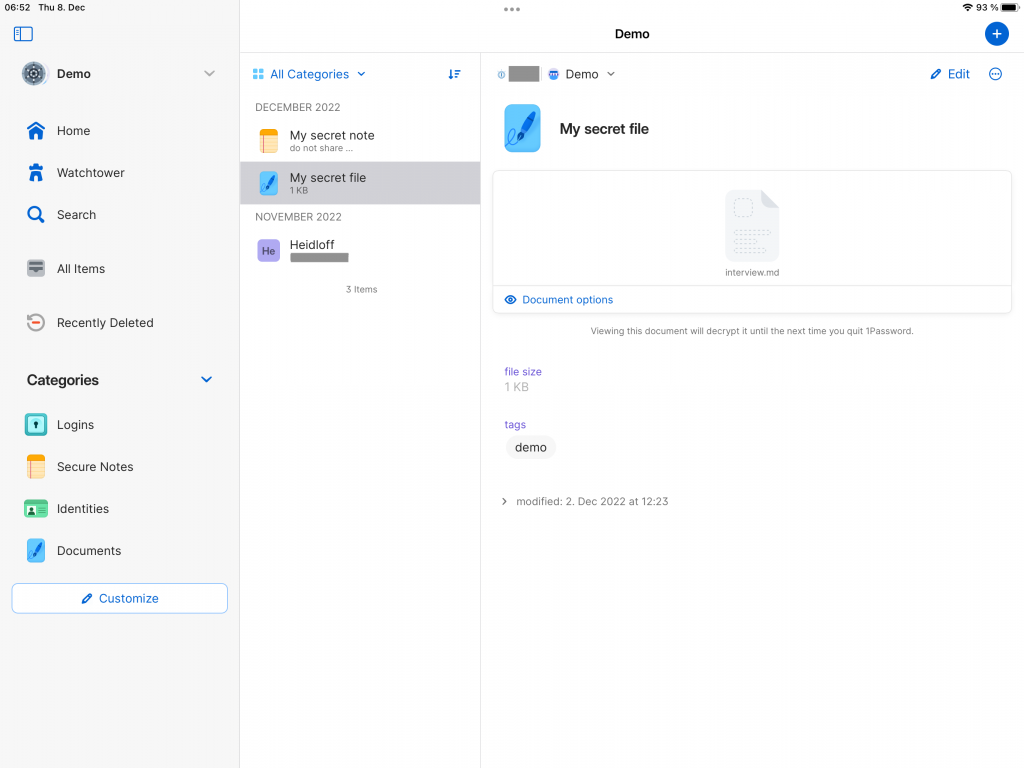 06:52 Thu 8. Dec
93 %
Demo
Home
Watchtower
Search
All Items
Recently Deleted
Categories
Logins
Secure Notes
Identities
Documents
Customize
All Categories
DECEMBER 2022
My secret note
do not share ...
My secret file
1 KB
NOVEMBER 2022
He
Heidloff
3 Items
Demo
Demo
Edit
My secret file
interview.md
Document options
Viewing this document will decrypt it until the next time you quit 1Password.
file size
1 KB
tags
demo
modified: 2. Dec 2022 at 12:23